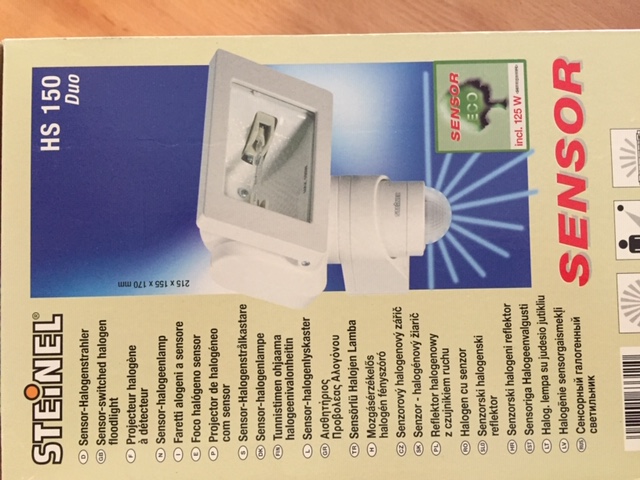 STEINEL®
HS 150
Duo
D Sensor-Halogenstrahler
GB Sensor-switched halogen
floodlight
F Projecteur halogène
à détecteur
N Sensor-halogenlamp
I Faretti alogeni a sensore
E Foco halógeno sensor
P Projector de halogéneo
com sensor
S Sensor-Halogenstrålkastare
DK Sensor-halogenlampe
FIN Tunnistimen ohjaama
halogeenivalonheitin
Sensor-halogenlyskaster
GR Αισθητήριος
Προβολέας Αλογόνου
TR Sensörlü Halojen Lamba
H Mozgásérzékelős
halogén fényszóró
CZ Senzorový halogenový zářič
SK Senzor - halogénový žiarič
PL Reflektor halogenowy
z czujnikiem ruchu
RO Halogen cu senzor
SLO Senzorski halogenski
reflektor
HR Senzorski halogeni reflektor
EST Sensoriga Halogeenvalgusti
LT Halog. lempa su judesio jutikliu
LV Halogēnie sensorgaismekļi
Сенсорный галогенный
светильник
215 x 155 x 170 mm
SENSOR
SENSOR
ECO
incl. 125 W